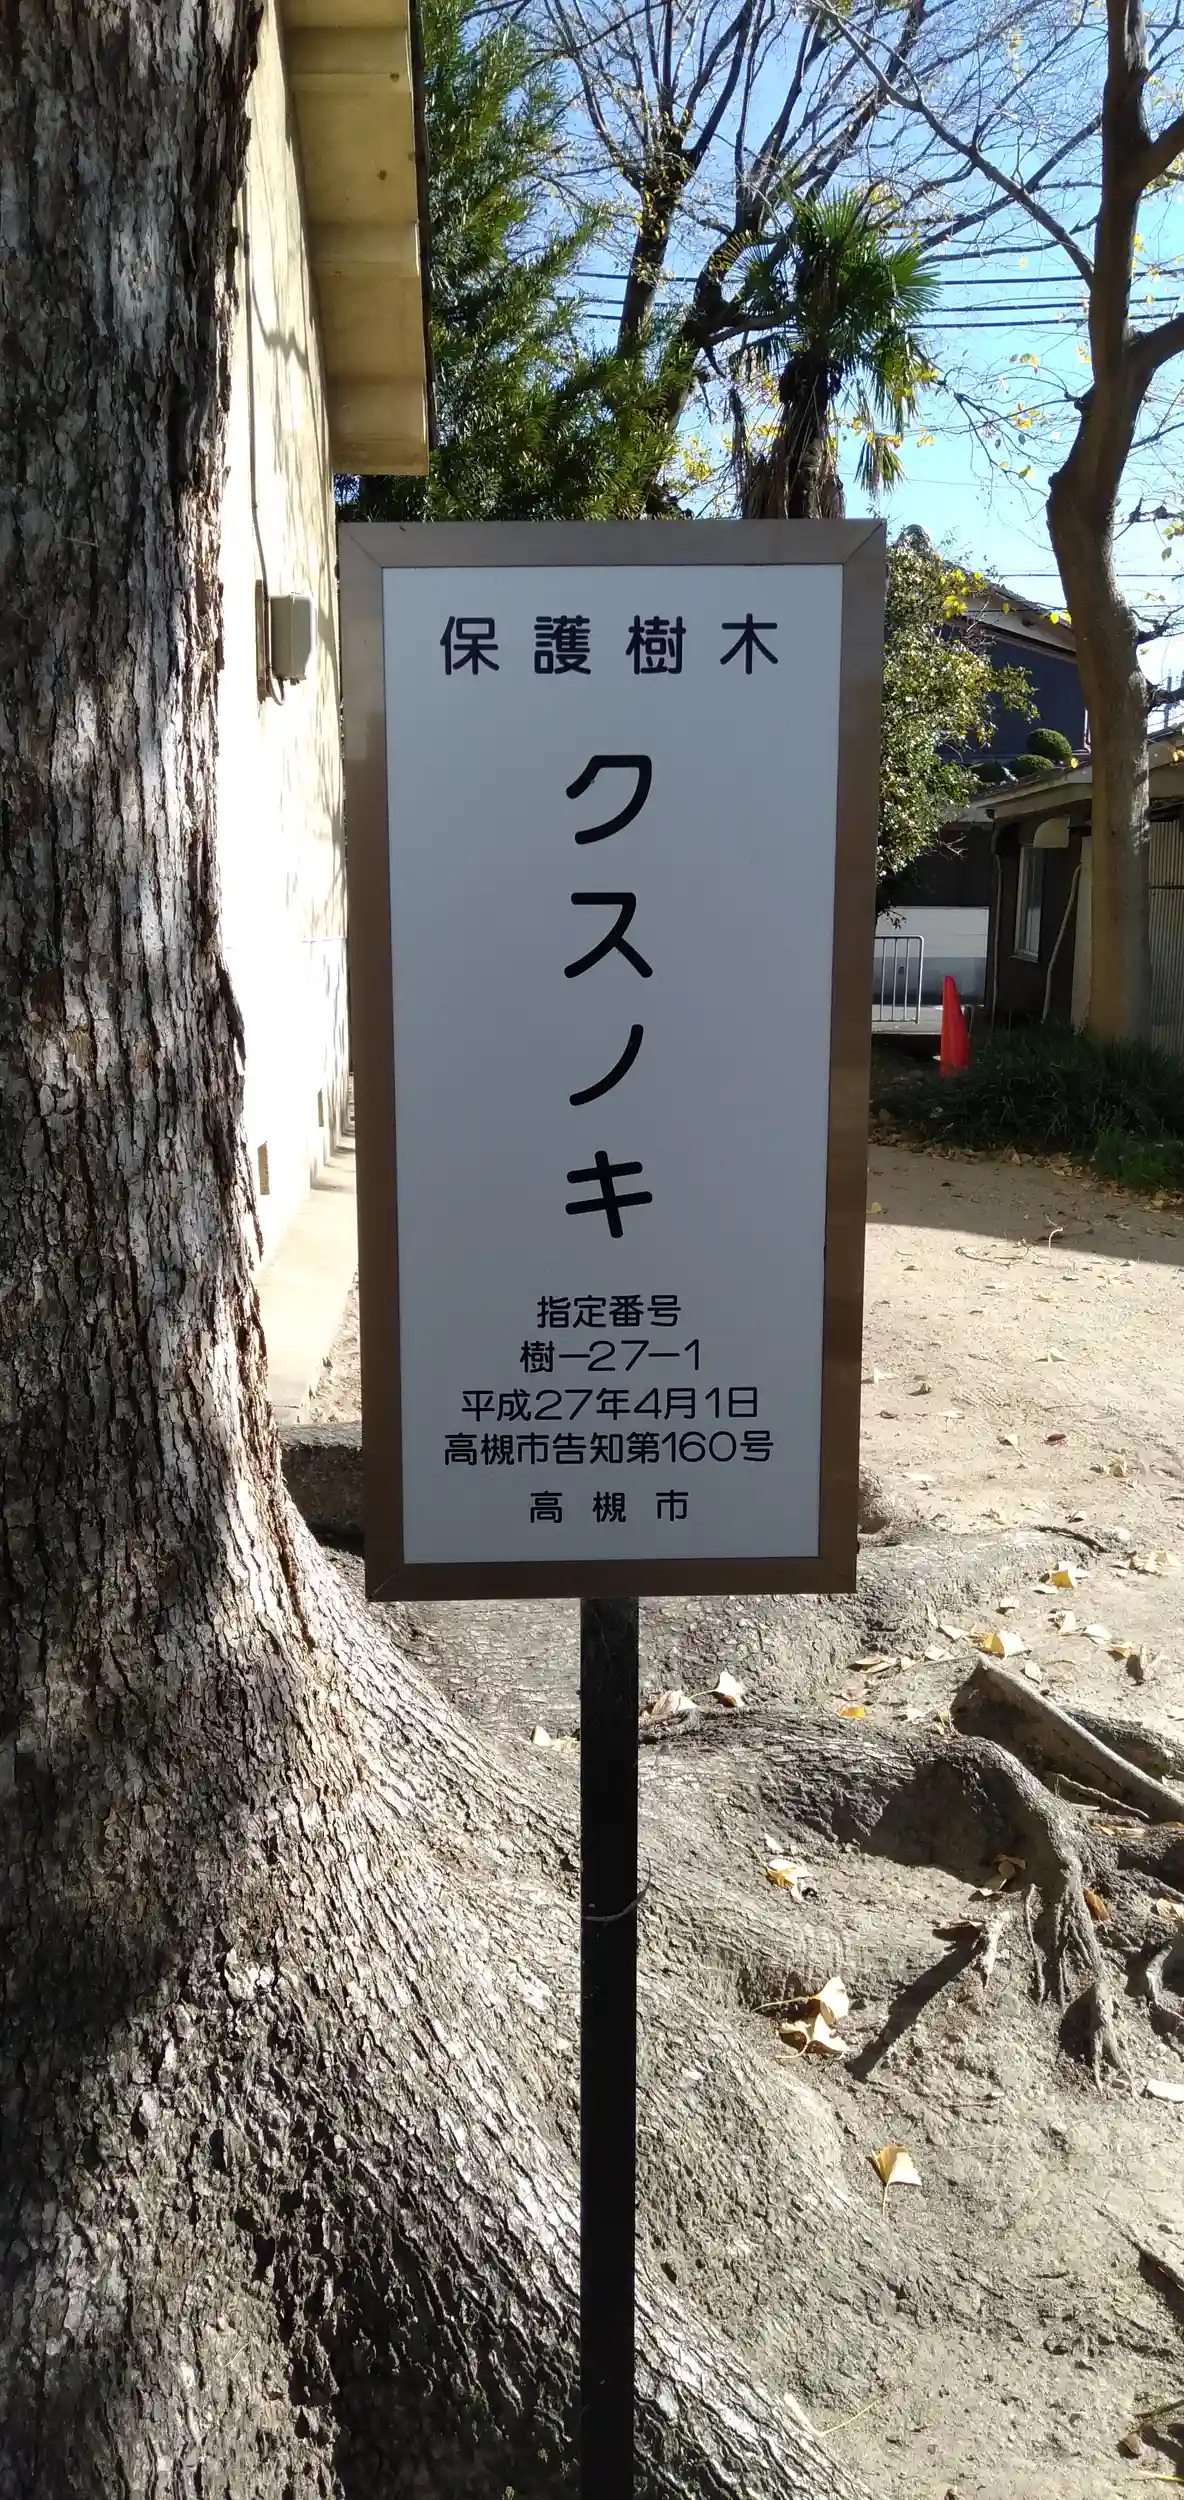 保護樹木
クスノキ
指定番号
樹－27－1
平成27年4月1日
高槻市告知第160号
高槻市